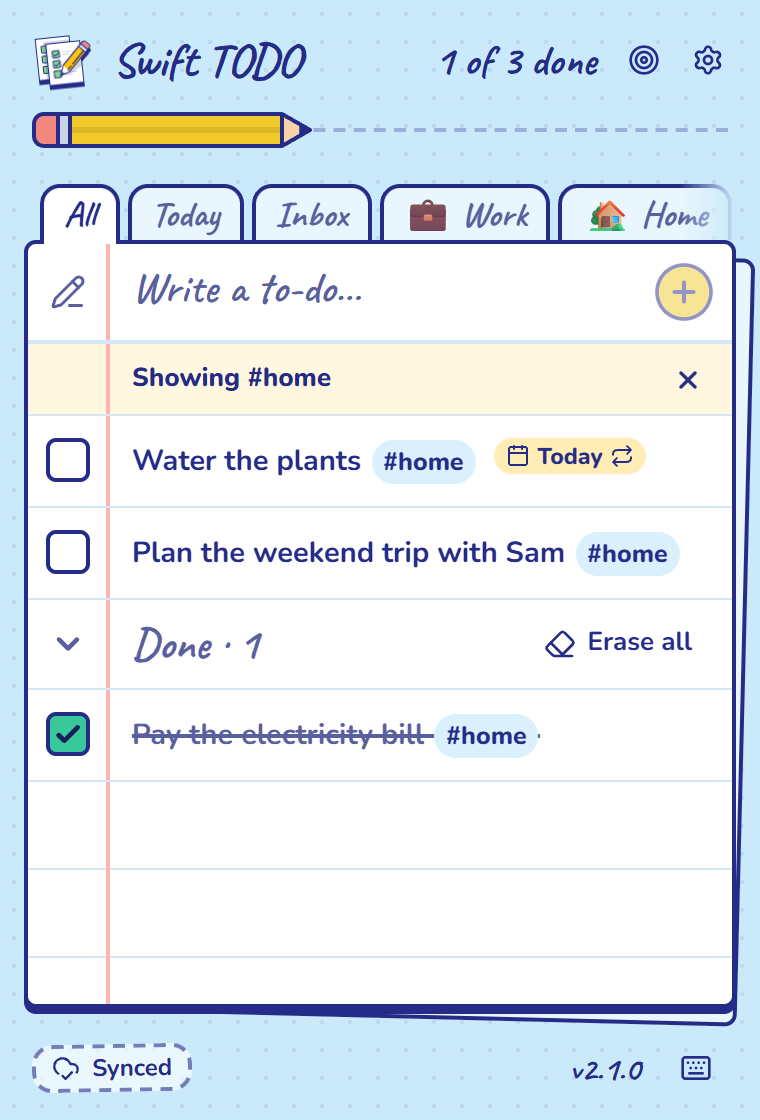 Swift TODO 1 of 3 done
All Today Inbox Work Home
Write a to-do...
Showing #home
Water the plants #home Today
Plan the weekend trip with Sam #home
Done · 1 Erase all
Pay the electricity bill #home
Synced v2.1.0